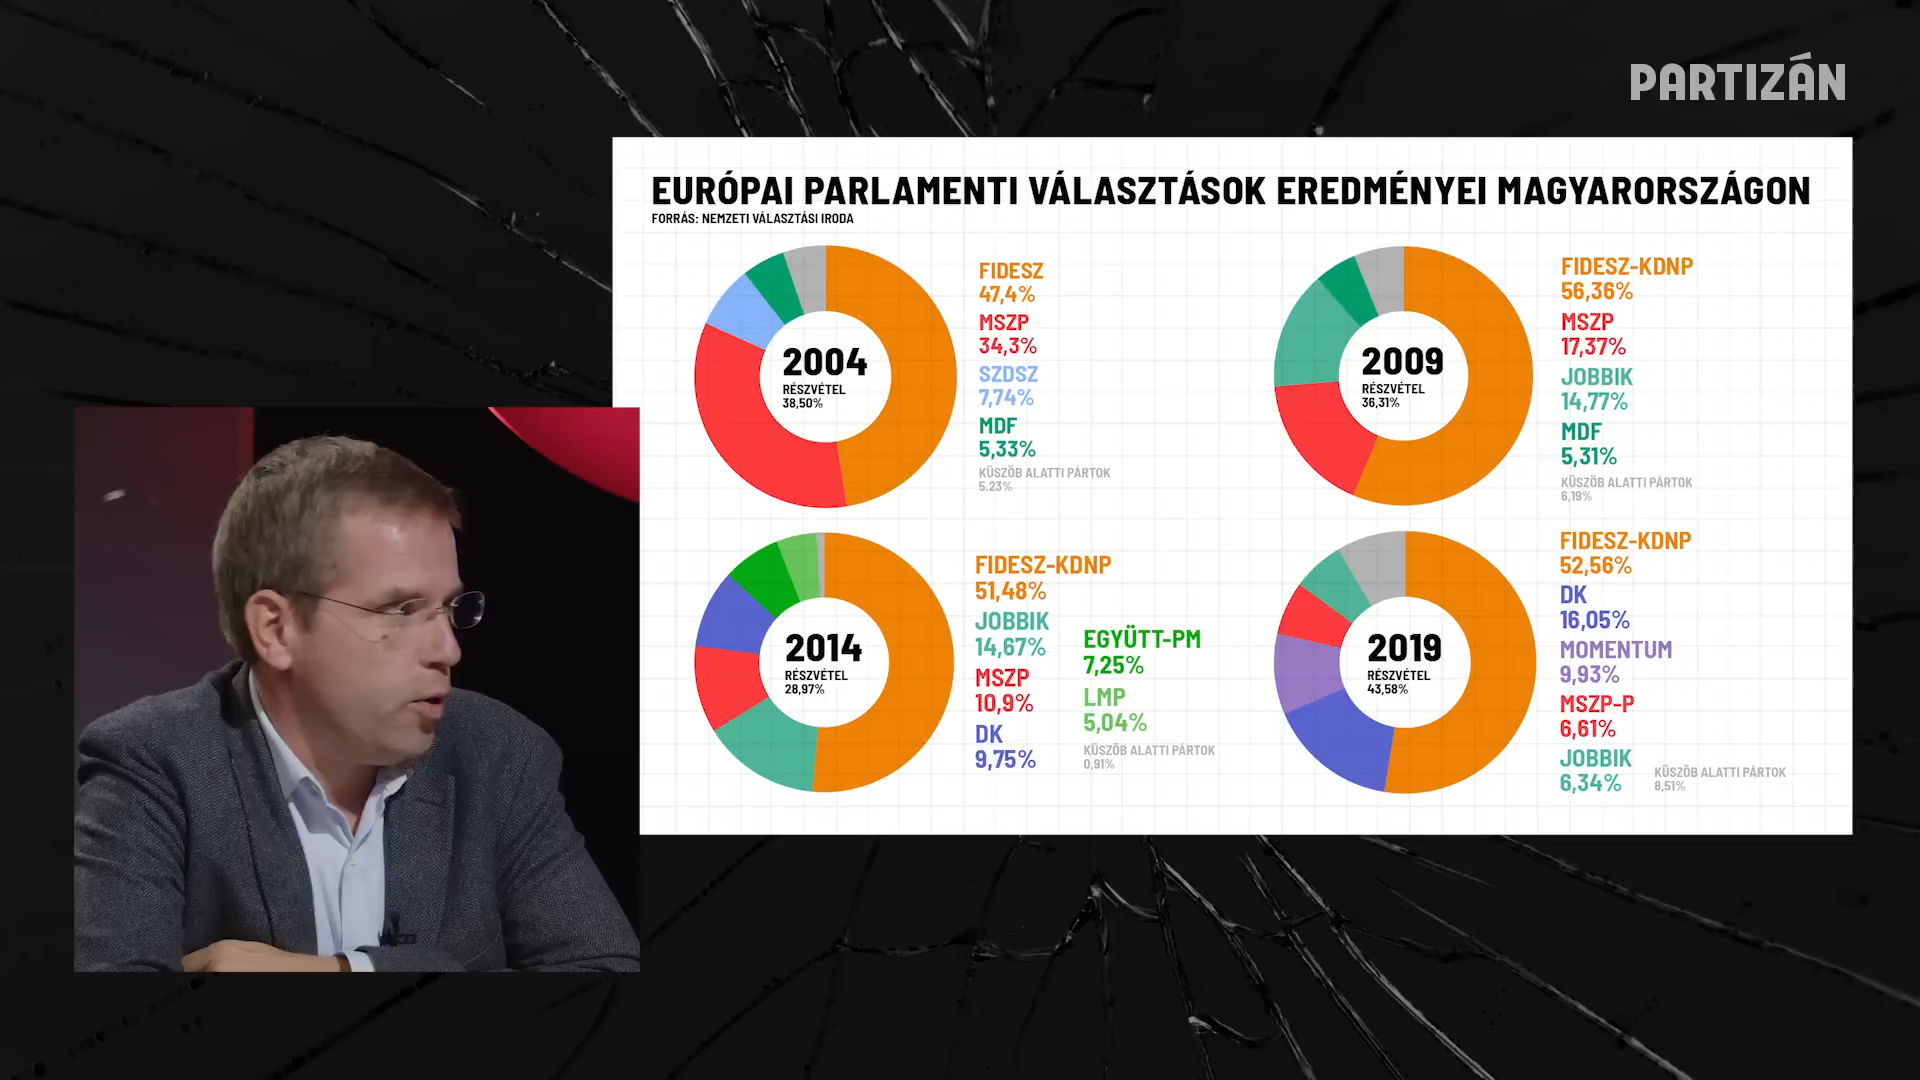 PARTIZÁN
EURÓPAI PARLAMENTI VÁLASZTÁSOK EREDMÉNYEI MAGYARORSZÁGON
FORRÁS: NEMZETI VÁLASZTÁSI IRODA
2004
RÉSZVÉTEL
38,50%
FIDESZ
47,4%
MSZP
34,3%
SZDSZ
7,74%
MDF
5,33%
KÜSZÖB ALATTI PÁRTOK
5.23%
2009
RÉSZVÉTEL
36,31%
FIDESZ-KDNP
56,36%
MSZP
17,37%
JOBBIK
14,77%
MDF
5,31%
KÜSZÖB ALATTI PÁRTOK
6,19%
2014
RÉSZVÉTEL
28,97%
FIDESZ-KDNP
51,48%
JOBBIK
14,67%
MSZP
10,9%
DK
9,75%
EGYÜTT-PM
7,25%
LMP
5,04%
KÜSZÖB ALATTI PÁRTOK
0,91%
2019
RÉSZVÉTEL
43,58%
FIDESZ-KDNP
52,56%
DK
16,05%
MOMENTUM
9,93%
MSZP-P
6,61%
JOBBIK
6,34%
KÜSZÖB ALATTI PÁRTOK
8,51%